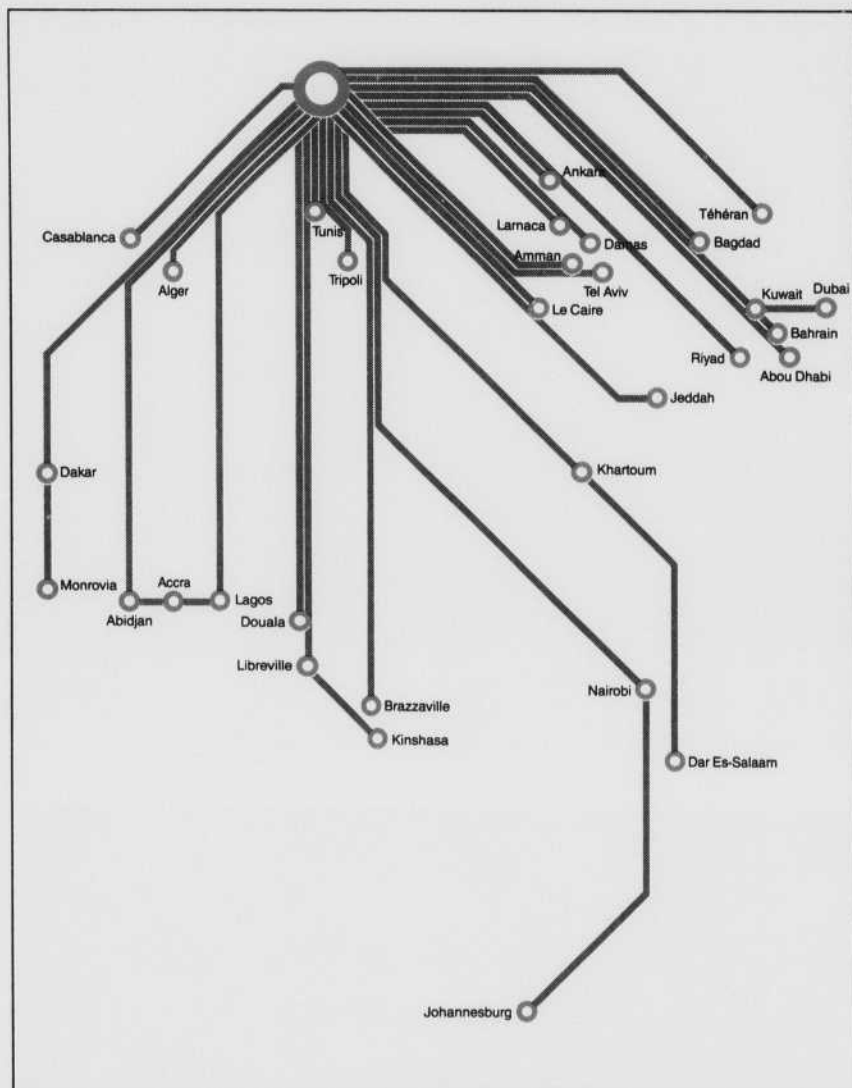 Ankara
Téhéran
Larnaca
Tunis
Casablanca
Damas
Bagdad
Amman
Tripoli
Alger
Tel Aviv
Dubai
Kuwait
Le Caire
Bahrain
Riyad
Abou Dhabi
Jeddah
Dakar
Khartoum
Monrovia
Accra
Lagos
Abidjan
Douala
Libreville
Nairobi
Brazzaville
Kinshasa
Dar Es-Salaam
Johannesburg